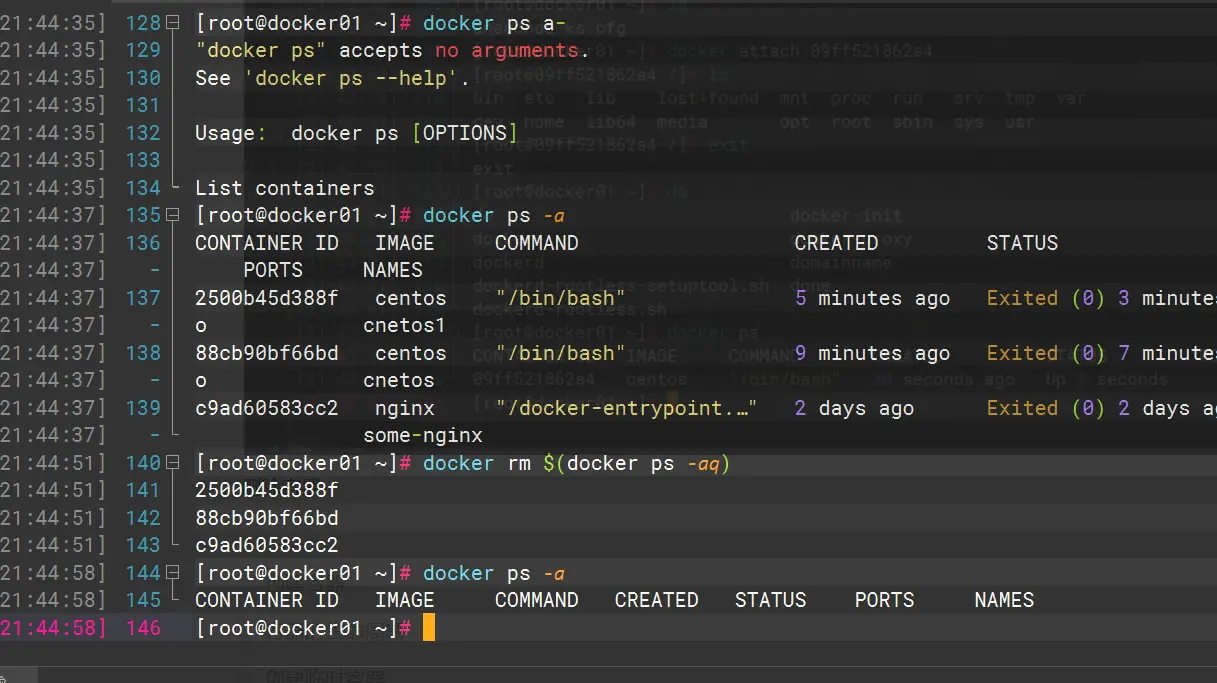 21:44:35] 128 [root@docker01 ~]# docker ps a-
21:44:35] 129 "docker ps" accepts no arguments.
21:44:35] 130 See 'docker ps --help'.
21:44:35] 131
21:44:35] 132 Usage:  docker ps [OPTIONS]
21:44:35] 133
21:44:35] 134 List containers
21:44:37] 135 [root@docker01 ~]# docker ps -a
21:44:37] 136 CONTAINER ID   IMAGE     COMMAND                  CREATED         STATUS
21:44:37] -     PORTS     NAMES
21:44:37] 137 2500b45d388f   centos    "/bin/bash"              5 minutes ago   Exited (0) 3 minute
21:44:37] - o             cnetos1
21:44:37] 138 88cb90bf66bd   centos    "/bin/bash"              9 minutes ago   Exited (0) 7 minute
21:44:37] - o             cnetos
21:44:37] 139 c9ad60583cc2   nginx     "/docker-entrypoint.…"   2 days ago      Exited (0) 2 days a
21:44:37] -               some-nginx
21:44:51] 140 [root@docker01 ~]# docker rm $(docker ps -aq)
21:44:51] 141 2500b45d388f
21:44:51] 142 88cb90bf66bd
21:44:51] 143 c9ad60583cc2
21:44:58] 144 [root@docker01 ~]# docker ps -a
21:44:58] 145 CONTAINER ID   IMAGE     COMMAND   CREATED   STATUS    PORTS     NAMES
21:44:58] 146 [root@docker01 ~]#